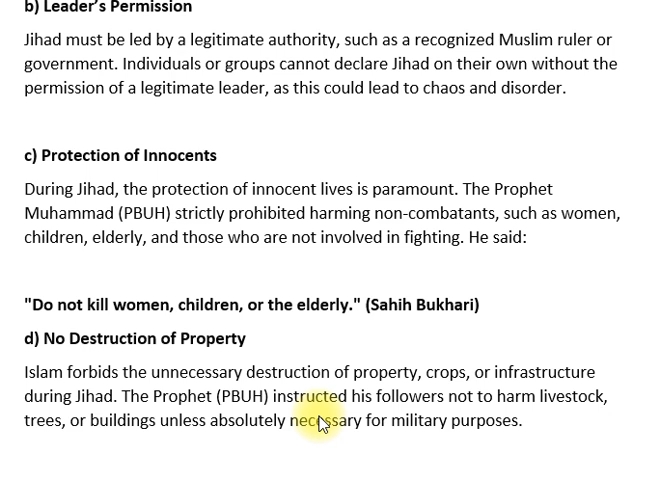 b) Leader’s Permission
Jihad must be led by a legitimate authority, such as a recognized Muslim ruler or
government. Individuals or groups cannot declare Jihad on their own without the
permission of a legitimate leader, as this could lead to chaos and disorder.
c) Protection of Innocents
During Jihad, the protection of innocent lives is paramount. The Prophet
Muhammad (PBUH) strictly prohibited harming non-combatants, such as women,
children, elderly, and those who are not involved in fighting. He said:
"Do not kill women, children, or the elderly." (Sahih Bukhari)
d) No Destruction of Property
Islam forbids the unnecessary destruction of property, crops, or infrastructure
during Jihad. The Prophet (PBUH) instructed his followers not to harm livestock,
trees, or buildings unless absolutely necessary for military purposes.